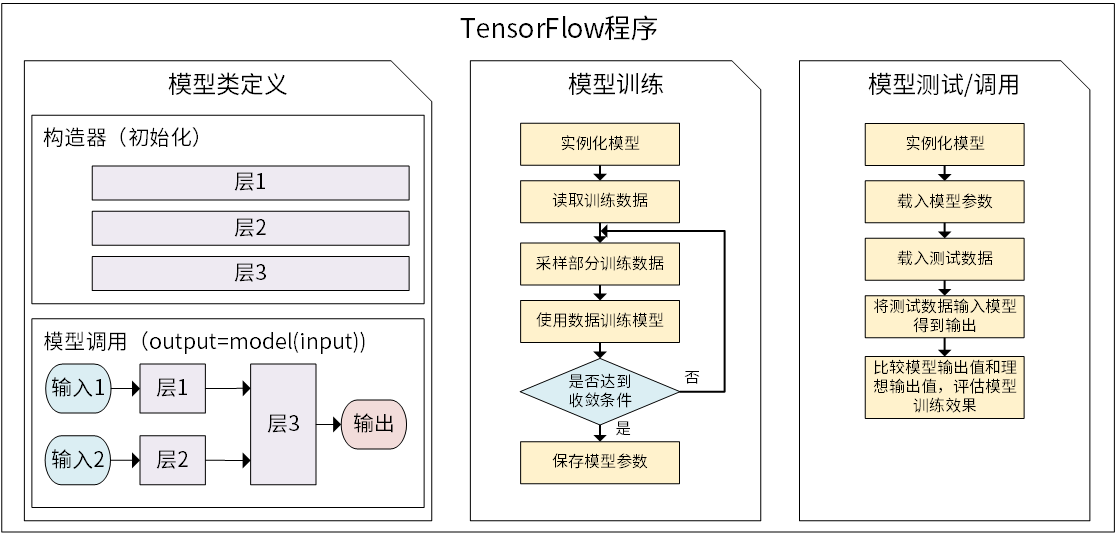 TensorFlow程序
模型类定义
构造器（初始化）
层1
层2
层3
模型调用（output=model(input))
输入1
层1
层3
输出
输入2
层2
模型训练
实例化模型
读取训练数据
采样部分训练数据
使用数据训练模型
是否达到
收敛条件
否
是
保存模型参数
模型测试/调用
实例化模型
载入模型参数
载入测试数据
将测试数据输入模型
得到输出
比较模型输出值和理
想输出值，评估模型
训练效果